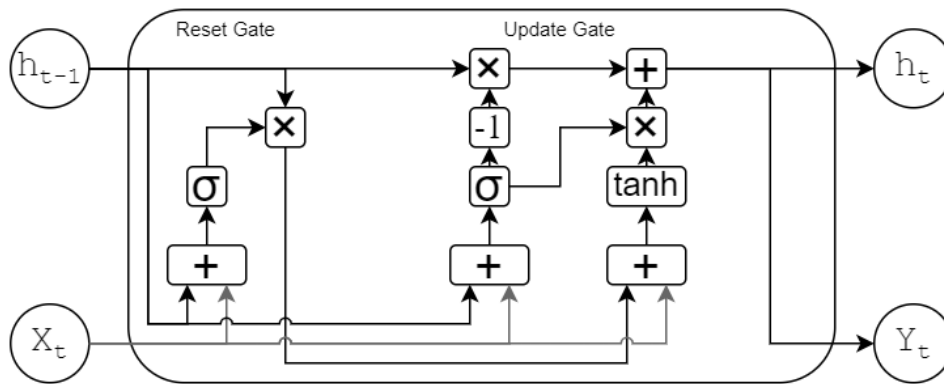 Reset Gate Update Gate
h_{t-1} × + h_t
-1 × ×
σ σ tanh
+ + +
X_t Y_t